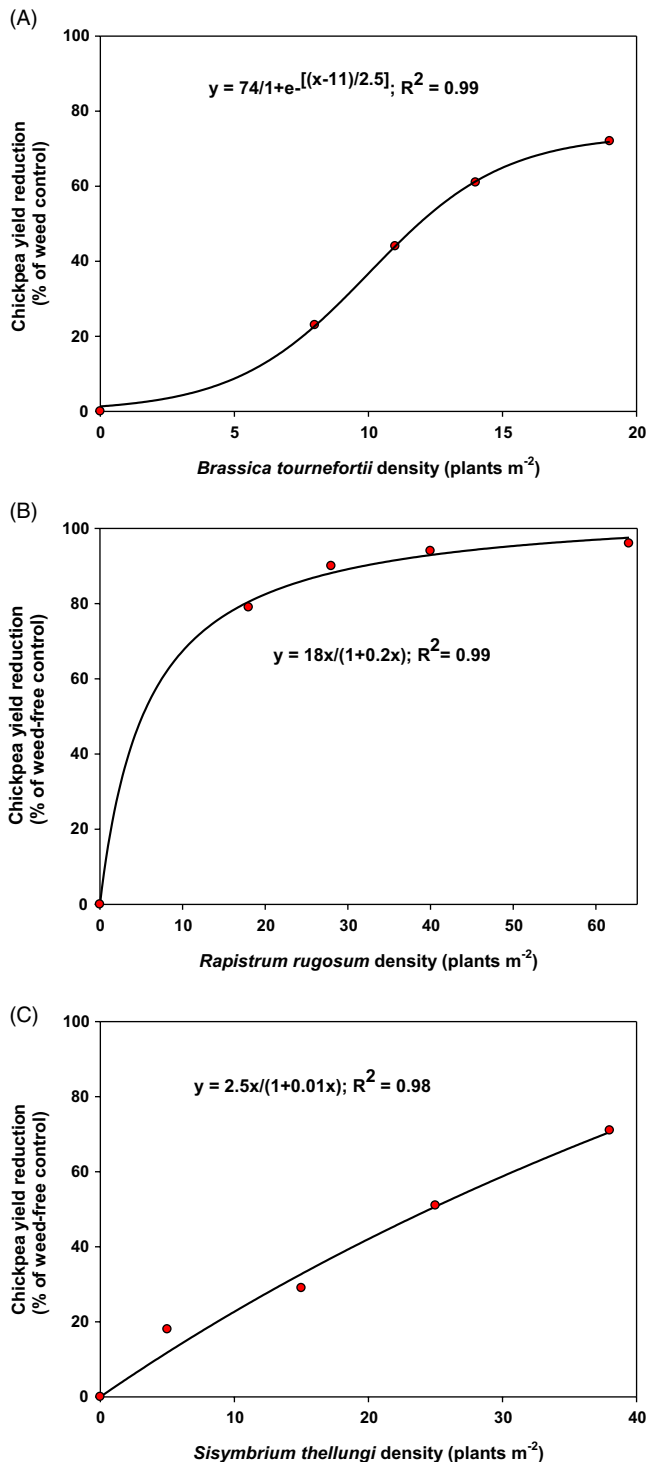 (A)
100
80
60
40
20
0
Chickpea yield reduction
(% of weed control)
y = 74/1+e-[(x-11)/2.5]; R2 = 0.99
0 5 10 15 20
Brassica tournefortii density (plants m-2)
(B)
100
80
60
40
20
0
Chickpea yield reduction
(% of weed-free control)
y = 18x/(1+0.2x); R2 = 0.99
0 10 20 30 40 50 60
Rapistrum rugosum density (plants m-2)
(C)
100
80
60
40
20
0
Chickpea yield reduction
(% of weed-free control)
y = 2.5x/(1+0.01x); R2 = 0.98
0 10 20 30 40
Sisymbrium thellungi density (plants m-2)